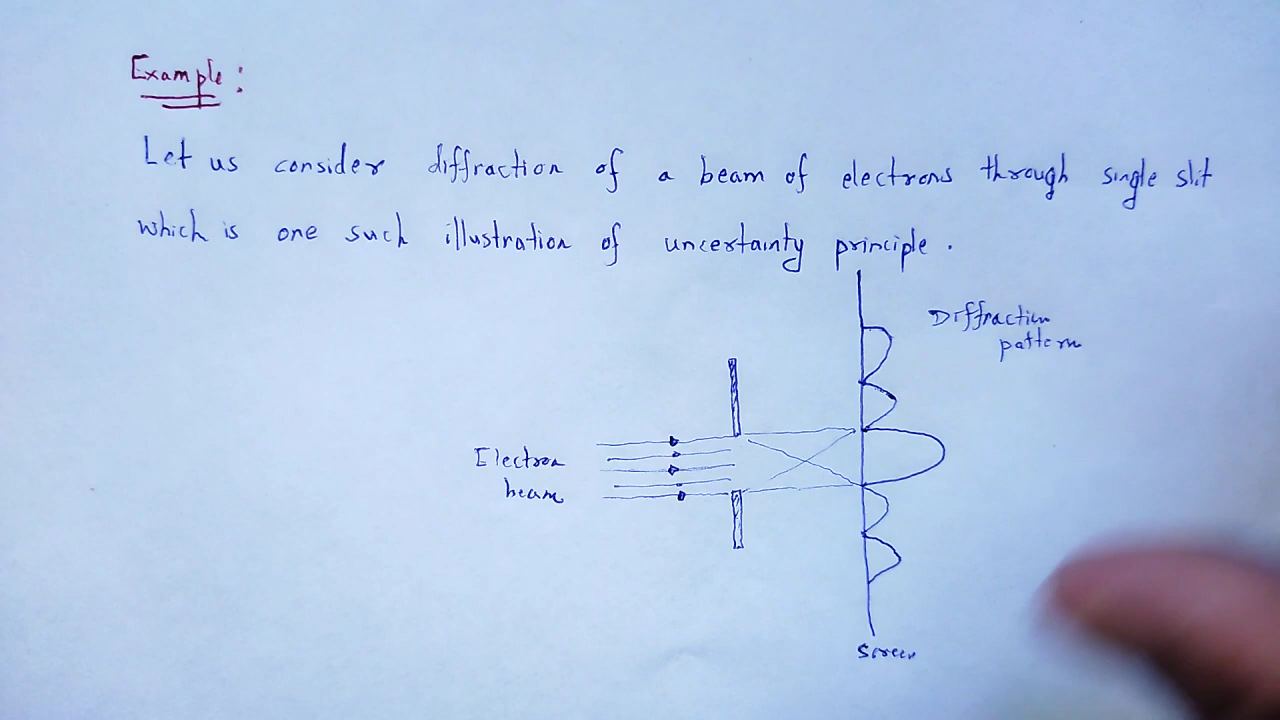 Example:
Let us consider diffraction of a beam of electrons through single slit
which is one such illustration of uncertainty principle.
Diffraction
pattern
Electron
beam
Screen